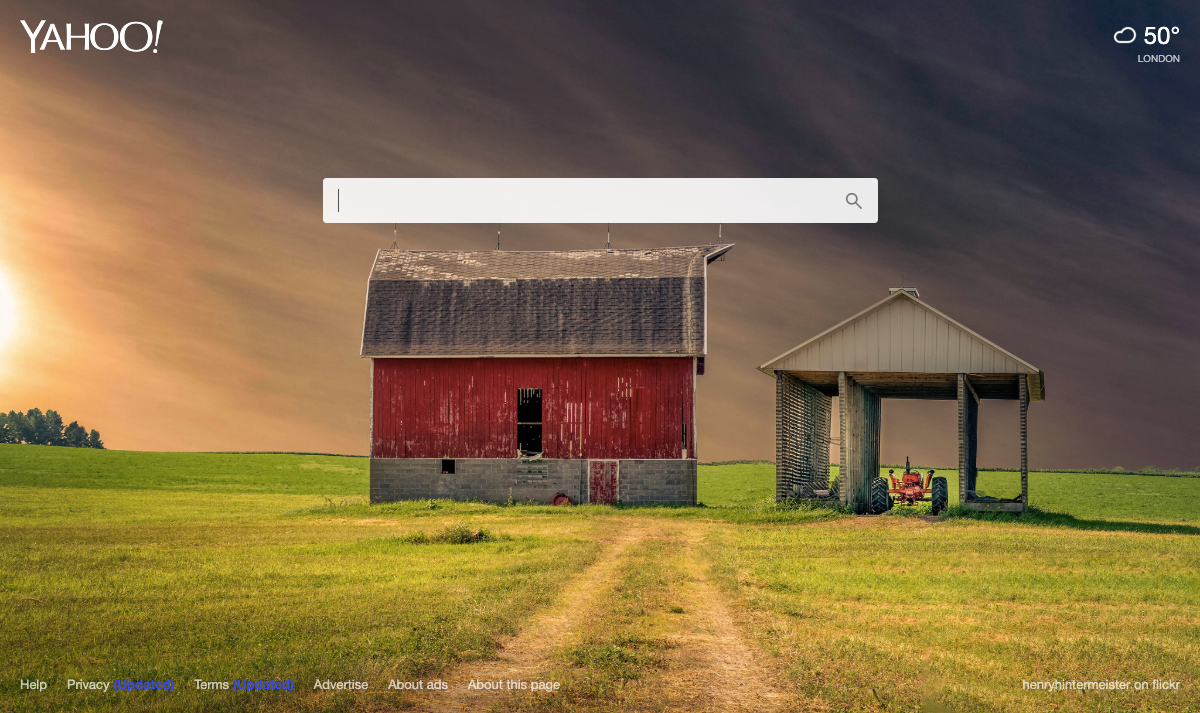 YAHOO!
50°
LONDON
Help Privacy (Updated) Terms (Updated) Advertise About ads About this page
henryhintermeister on flickr